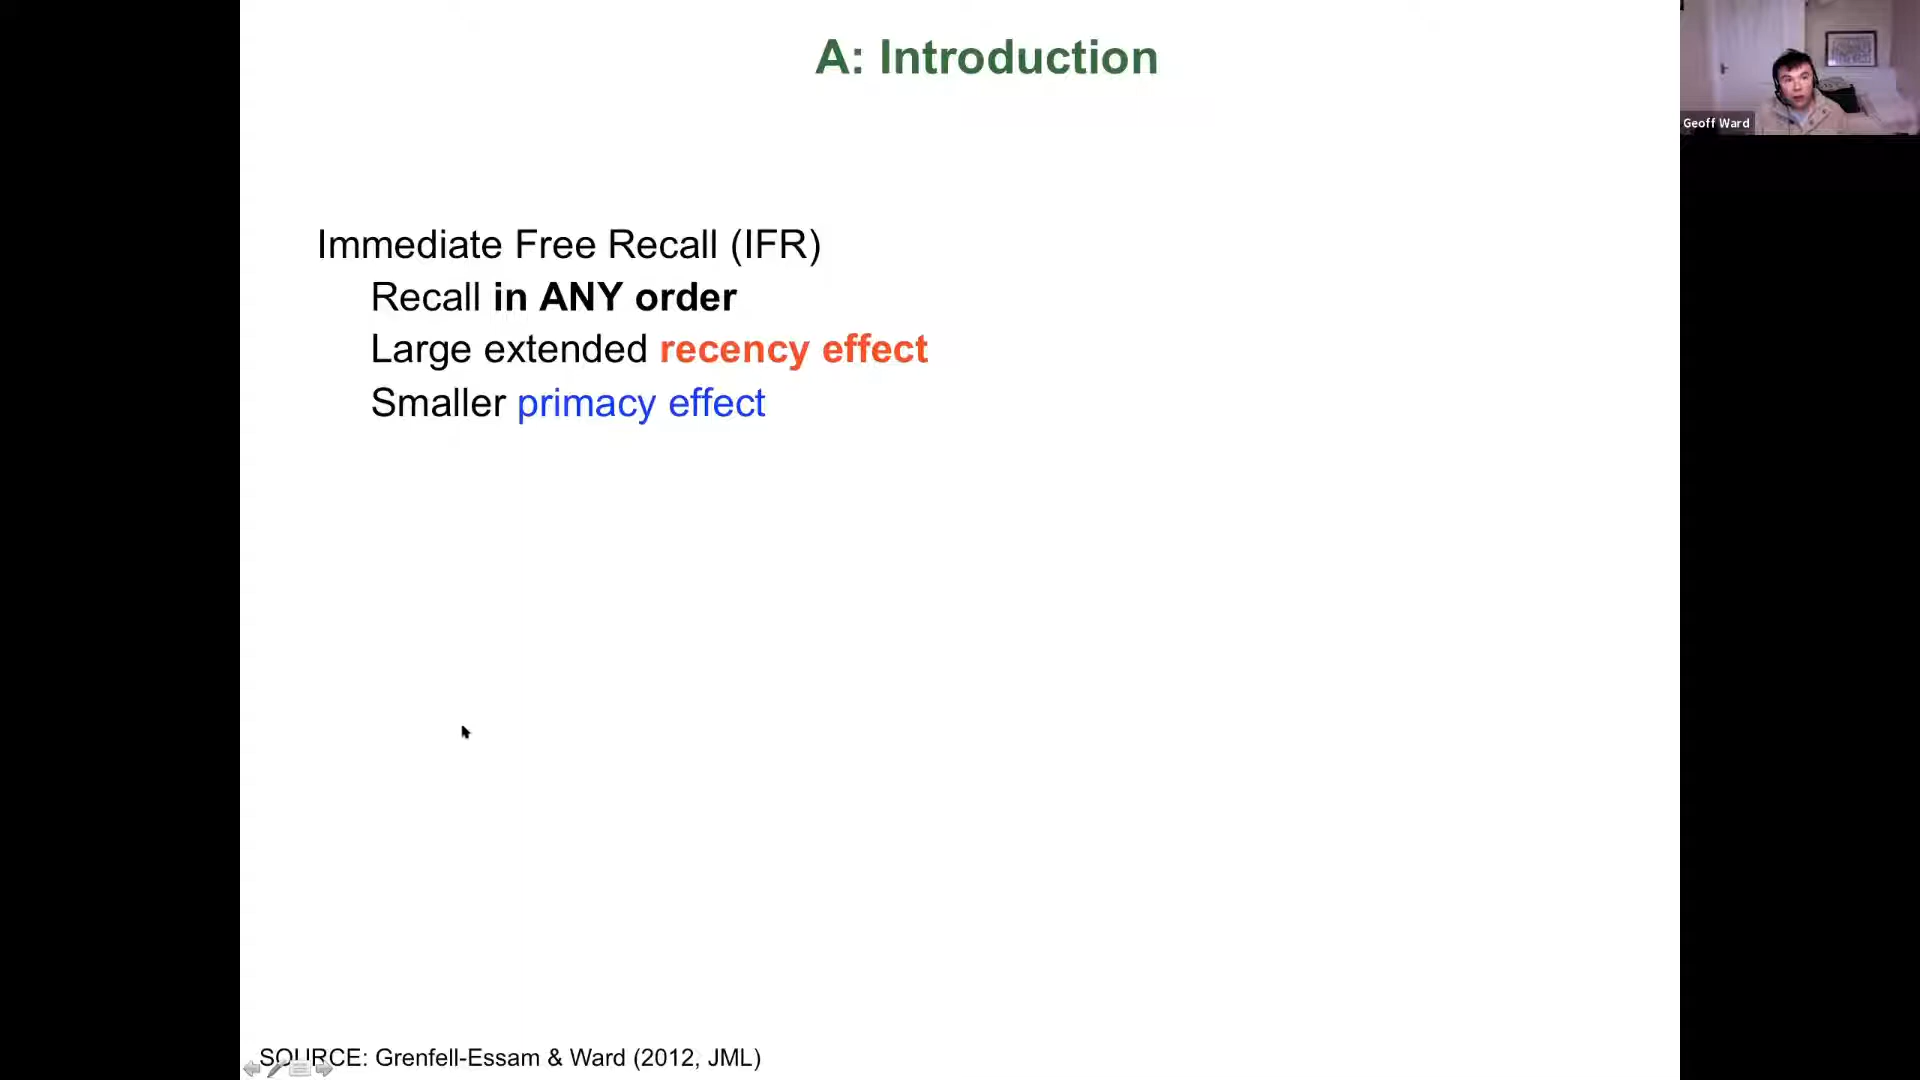 A: Introduction
Geoff Ward
Immediate Free Recall (IFR)
Recall in ANY order
Large extended recency effect
Smaller primacy effect
SOURCE: Grenfell-Essam & Ward (2012, JML)